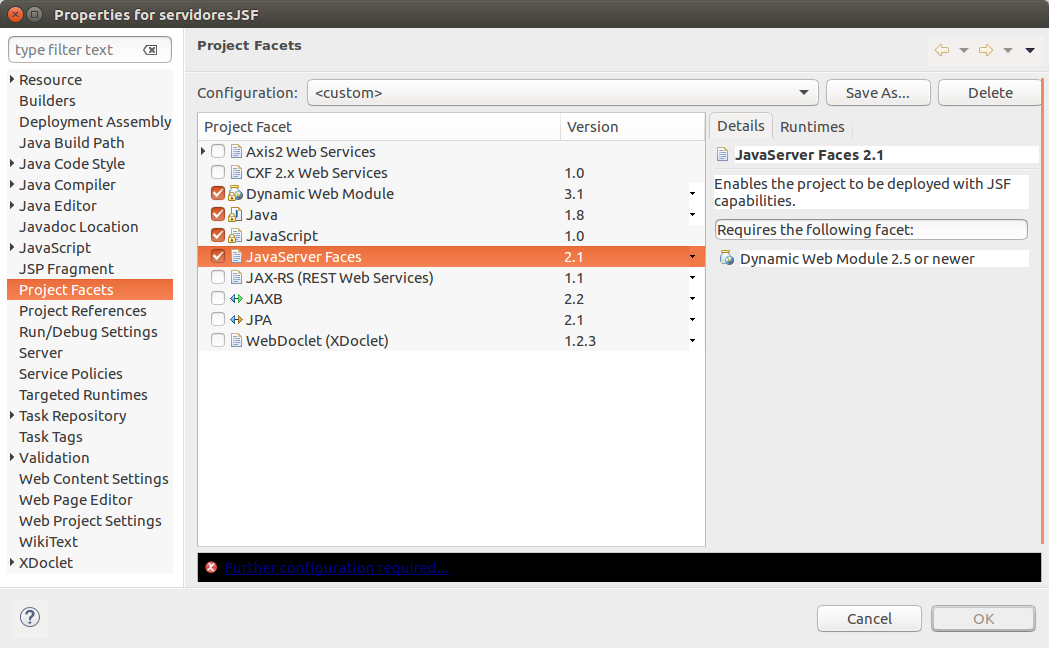 Properties for servidoresJSF
type filter text
Resource
Builders
Deployment Assembly
Java Build Path
Java Code Style
Java Compiler
Java Editor
Javadoc Location
JavaScript
JSP Fragment
Project Facets
Project References
Run/Debug Settings
Server
Service Policies
Targeted Runtimes
Task Repository
Task Tags
Validation
Web Content Settings
Web Page Editor
Web Project Settings
WikiText
XDoclet
Project Facets
Configuration: <custom> Save As... Delete
Project Facet Version
Axis2 Web Services
CXF 2.x Web Services 1.0
Dynamic Web Module 3.1
Java 1.8
JavaScript 1.0
JavaServer Faces 2.1
JAX-RS (REST Web Services) 1.1
JAXB 2.2
JPA 2.1
WebDoclet (XDoclet) 1.2.3
Details Runtimes
JavaServer Faces 2.1
Enables the project to be deployed with JSF
capabilities.
Requires the following facet:
Dynamic Web Module 2.5 or newer
Further configuration required...
Cancel OK